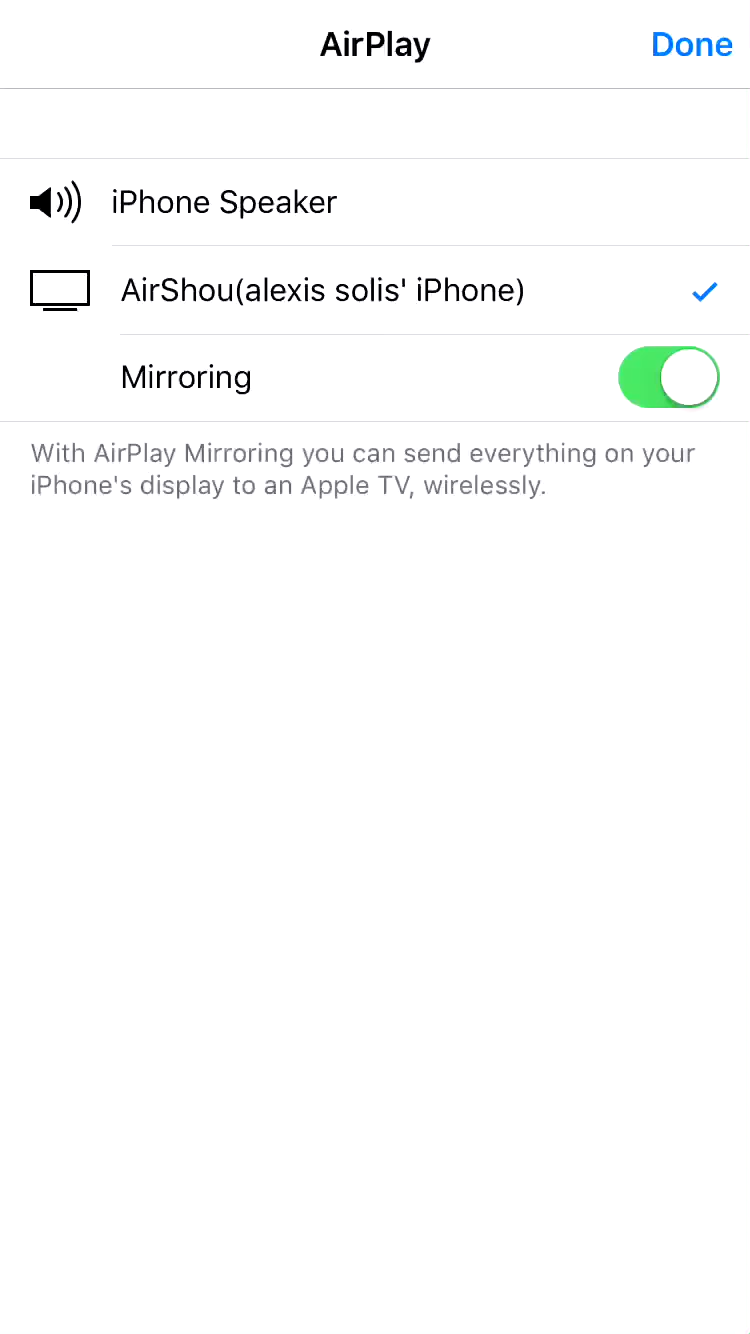 AirPlay
Done
iPhone Speaker
AirShou(alexis solis' iPhone)
Mirroring
With AirPlay Mirroring you can send everything on your
iPhone's display to an Apple TV, wirelessly.